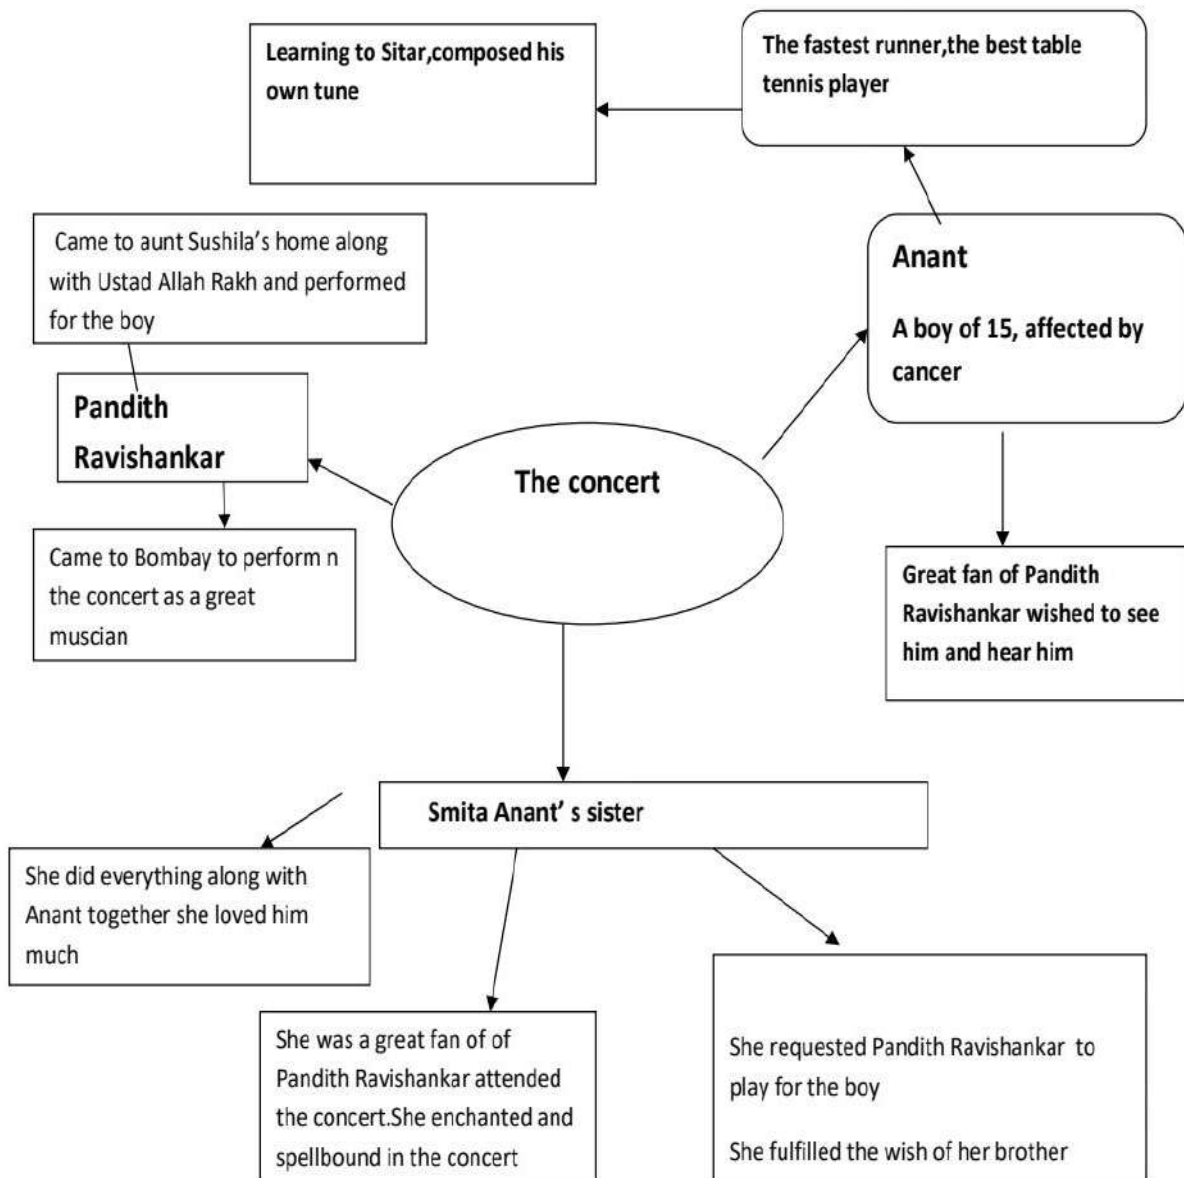 Learning to Sitar,composed his
own tune
The fastest runner,the best table
tennis player
Came to aunt Sushila’s home along
with Ustad Allah Rakh and performed
for the boy
Anant
A boy of 15, affected by
cancer
Pandith
Ravishankar
The concert
Came to Bombay to perform n
the concert as a great
muscian
Great fan of Pandith
Ravishankar wished to see
him and hear him
Smita Anant’ s sister
She did everything along with
Anant together she loved him
much
She was a great fan of of
Pandith Ravishankar attended
the concert.She enchanted and
spellbound in the concert
She requested Pandith Ravishankar to
play for the boy
She fulfilled the wish of her brother